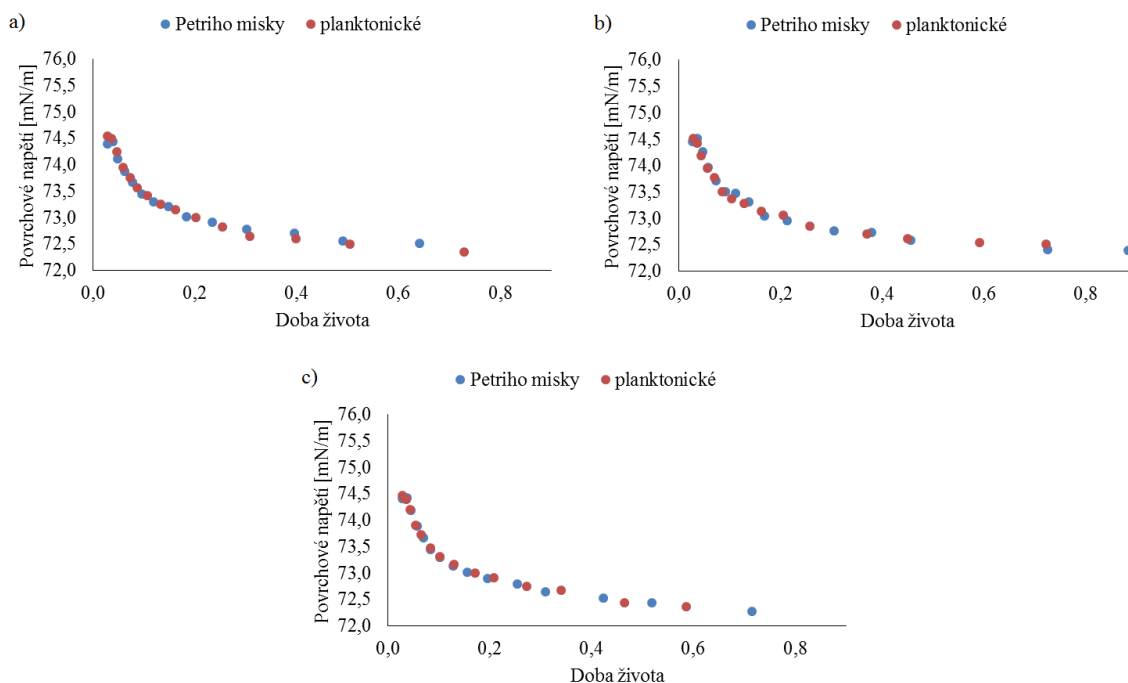 a)
Petriho misky planktonické
Povrchové napětí [mN/m]
76,0
75,5
75,0
74,5
74,0
73,5
73,0
72,5
72,0
0,0 0,2 0,4 0,6 0,8
Doba života
b)
Petriho misky planktonické
Povrchové napětí [mN/m]
76,0
75,5
75,0
74,5
74,0
73,5
73,0
72,5
72,0
0,0 0,2 0,4 0,6 0,8
Doba života
c)
Petriho misky planktonické
Povrchové napětí [mN/m]
76,0
75,5
75,0
74,5
74,0
73,5
73,0
72,5
72,0
0,0 0,2 0,4 0,6 0,8
Doba života